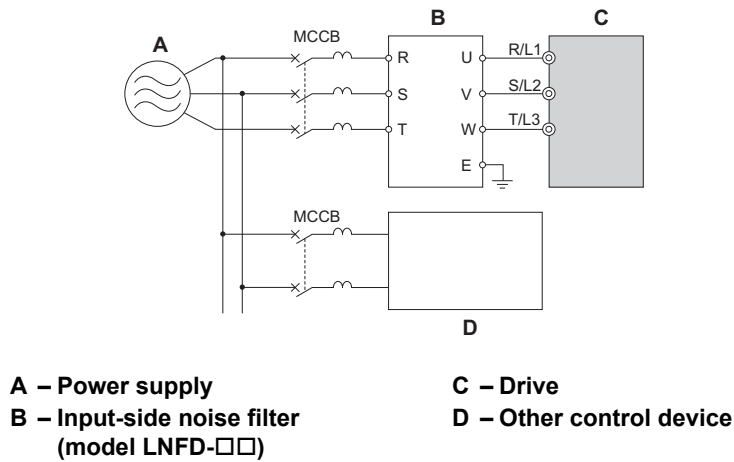 A
MCCB
B
C
R
U
R/L1
S
V
S/L2
T
W
T/L3
E
MCCB
D
A – Power supply
B – Input-side noise filter
(model LNFD-□□)
C – Drive
D – Other control device